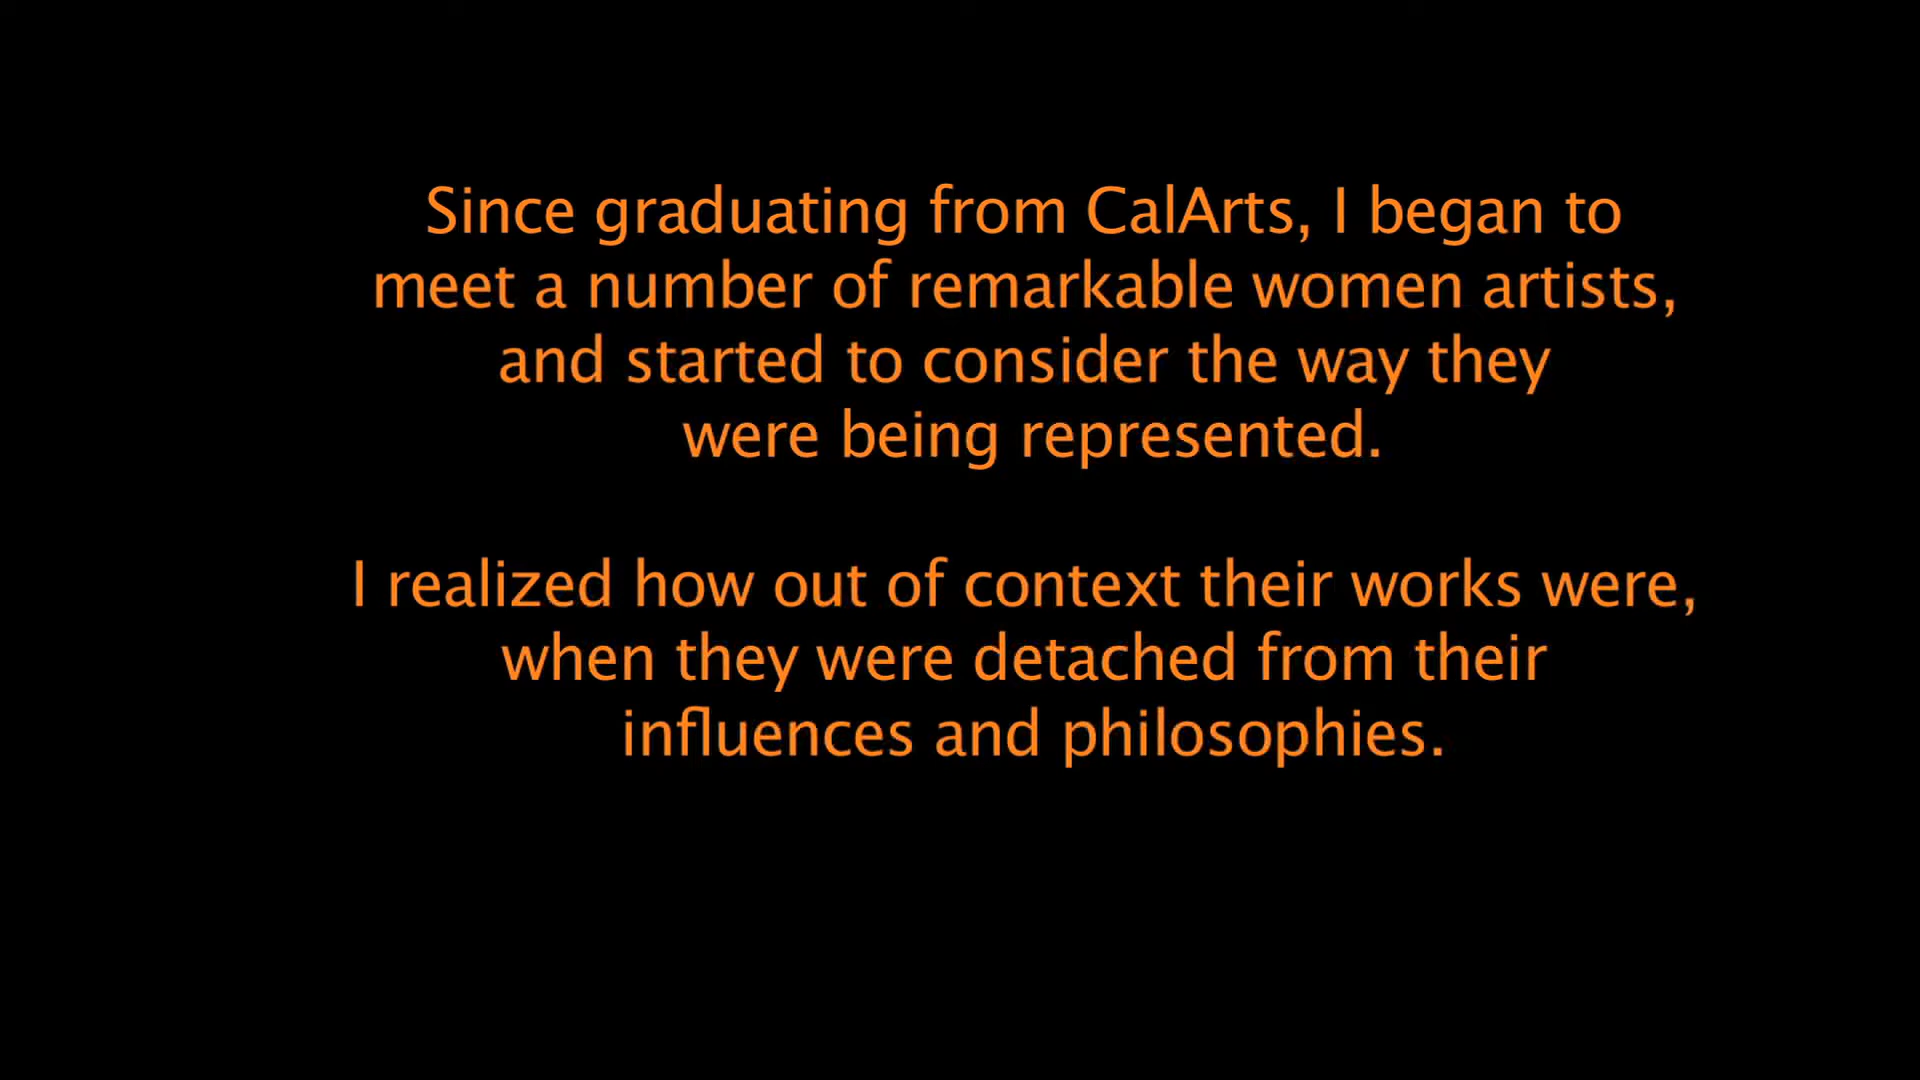 Since graduating from CalArts, I began to
meet a number of remarkable women artists,
and started to consider the way they
were being represented.
I realized how out of context their works were,
when they were detached from their
influences and philosophies.